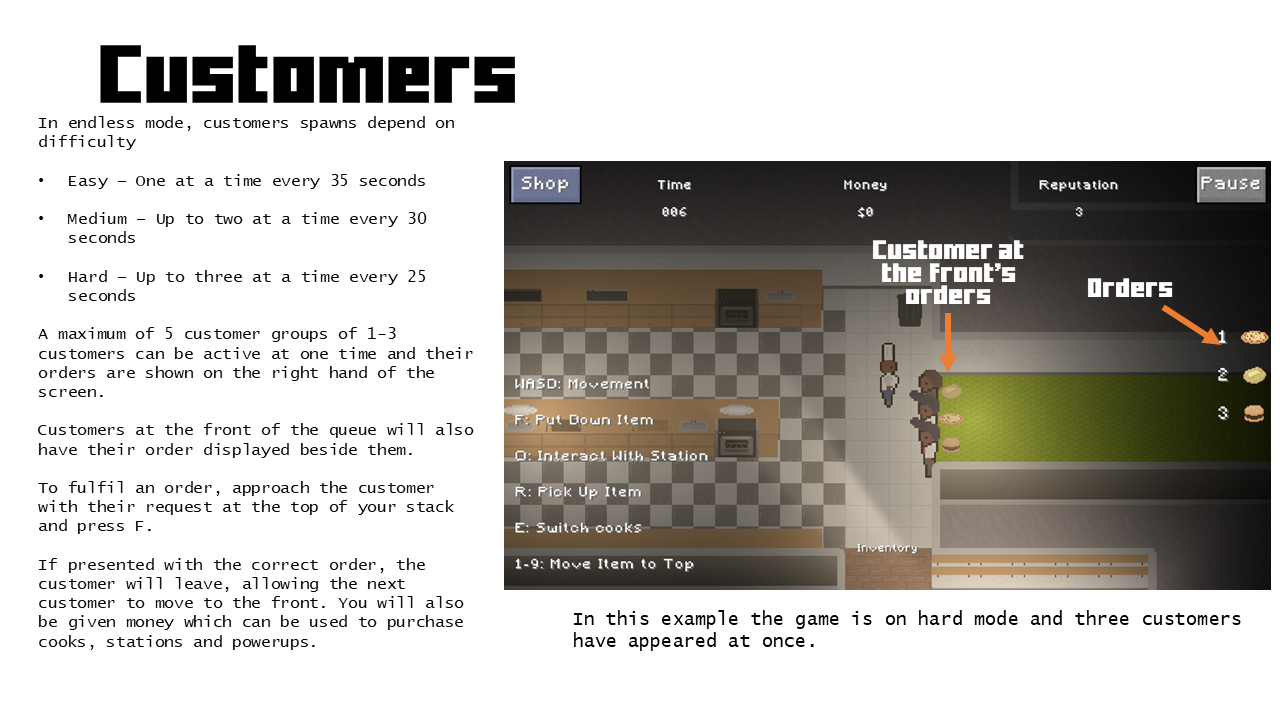 Customers
In endless mode, customers spawns depend on
difficulty
• Easy – One at a time every 35 seconds
• Medium – Up to two at a time every 30
seconds
• Hard – Up to three at a time every 25
seconds
A maximum of 5 customer groups of 1-3
customers can be active at one time and their
orders are shown on the right hand of the
screen.
Customers at the front of the queue will also
have their order displayed beside them.
To fulfil an order, approach the customer
with their request at the top of your stack
and press F.
If presented with the correct order, the
customer will leave, allowing the next
customer to move to the front. You will also
be given money which can be used to purchase
cooks, stations and powerups.
Shop
Time
006
Money
$0
Reputation
3
Pause
Customer at
the front's
orders
Orders
1
2
3
WASD: Movement
F: Put Down Item
Q: Interact With Station
R: Pick Up Item
E: Switch cooks
1-9: Move Item to Top
Inventory
In this example the game is on hard mode and three customers
have appeared at once.